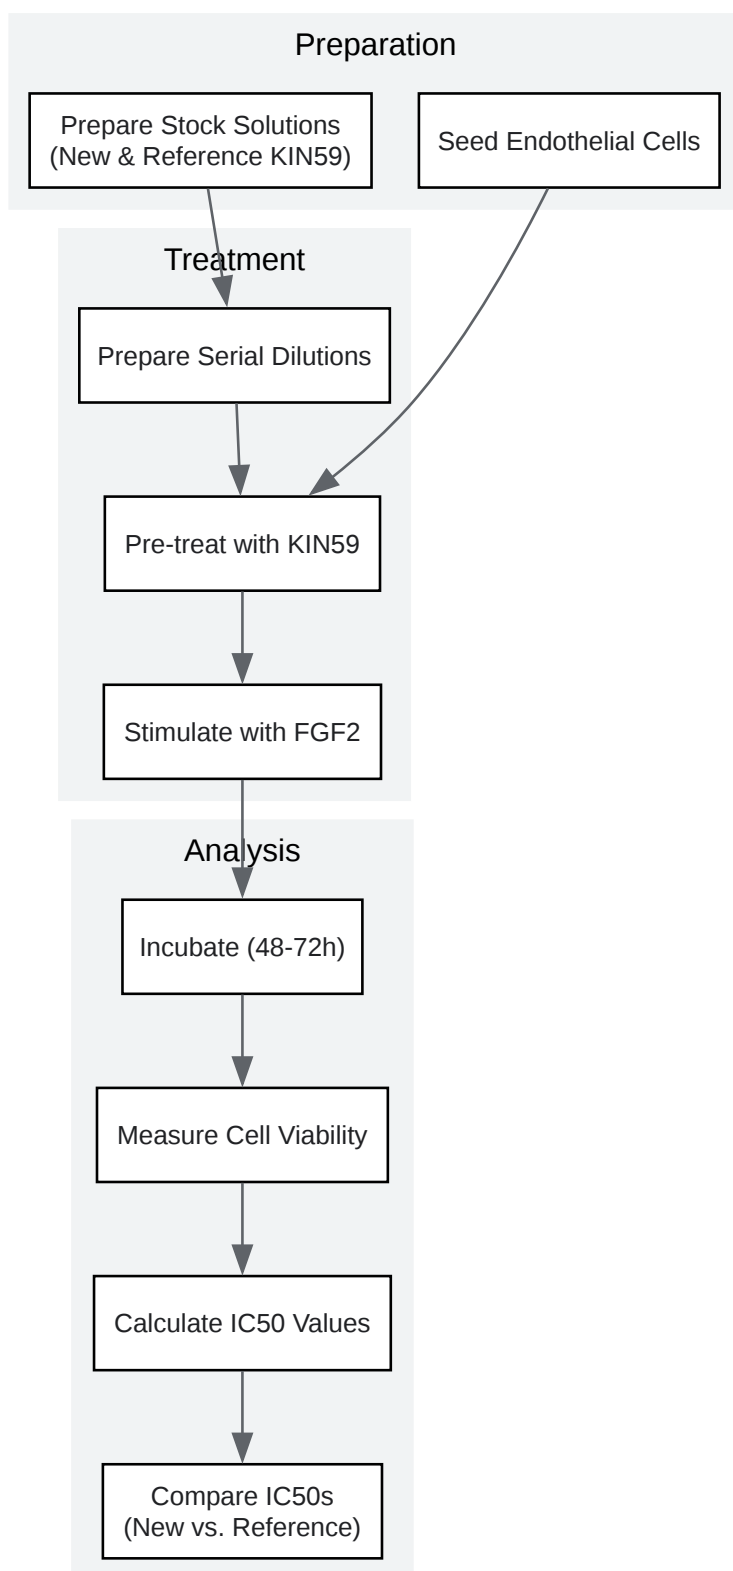 Preparation
Prepare Stock Solutions
(New & Reference KIN59)
Seed Endothelial Cells
Treatment
Prepare Serial Dilutions
Pre-treat with KIN59
Stimulate with FGF2
Analysis
Incubate (48-72h)
Measure Cell Viability
Calculate IC50 Values
Compare IC50s
(New vs. Reference)